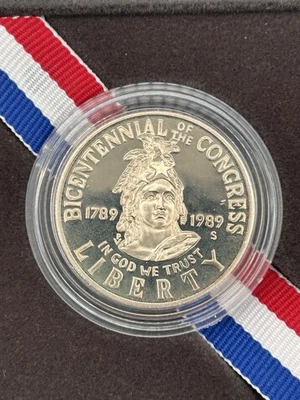 BICENTENNIAL OF THE CONGRESS
1789
1989
S
IN GOD WE TRUST
LIBERTY